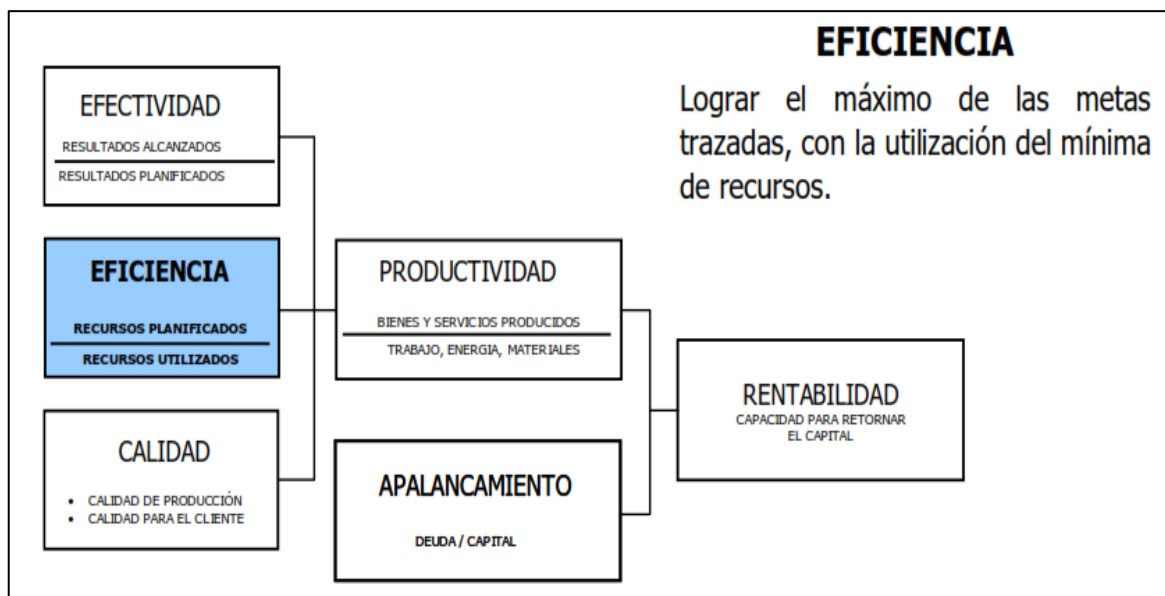 EFICIENCIA
Lograr el máximo de las metas
trazadas, con la utilización del mínima
de recursos.
EFECTIVIDAD
RESULTADOS ALCANZADOS
RESULTADOS PLANIFICADOS
EFICIENCIA
RECURSOS PLANIFICADOS
RECURSOS UTILIZADOS
CALIDAD
• CALIDAD DE PRODUCCIÓN
• CALIDAD PARA EL CLIENTE
PRODUCTIVIDAD
BIENES Y SERVICIOS PRODUCIDOS
TRABAJO, ENERGIA, MATERIALES
APALANCAMIENTO
DEUDA / CAPITAL
RENTABILIDAD
CAPACIDAD PARA RETORNAR
EL CAPITAL